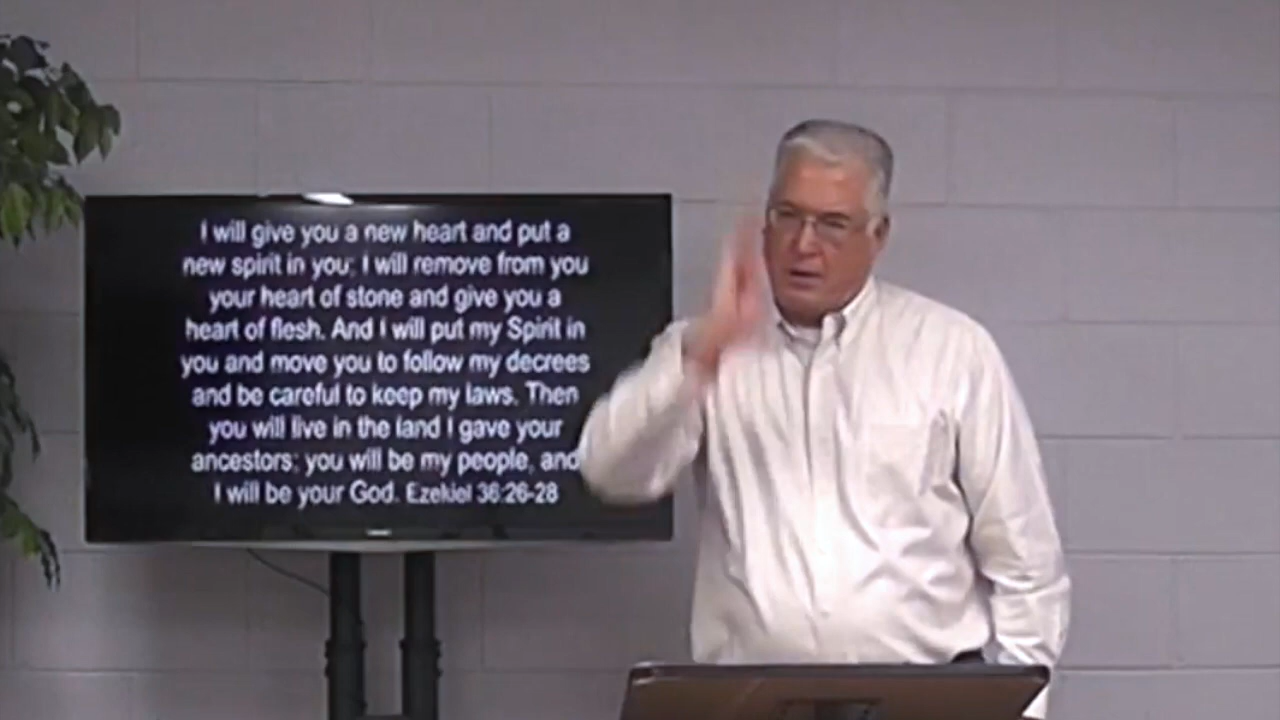 I will give you a new heart and put a
new spirit in you; I will remove from you
your heart of stone and give you a
heart of flesh. And I will put my Spirit in
you and move you to follow my decrees
and be careful to keep my laws. Then
you will live in the land I gave your
ancestors; you will be my people, and
I will be your God. Ezekiel 36:26-28